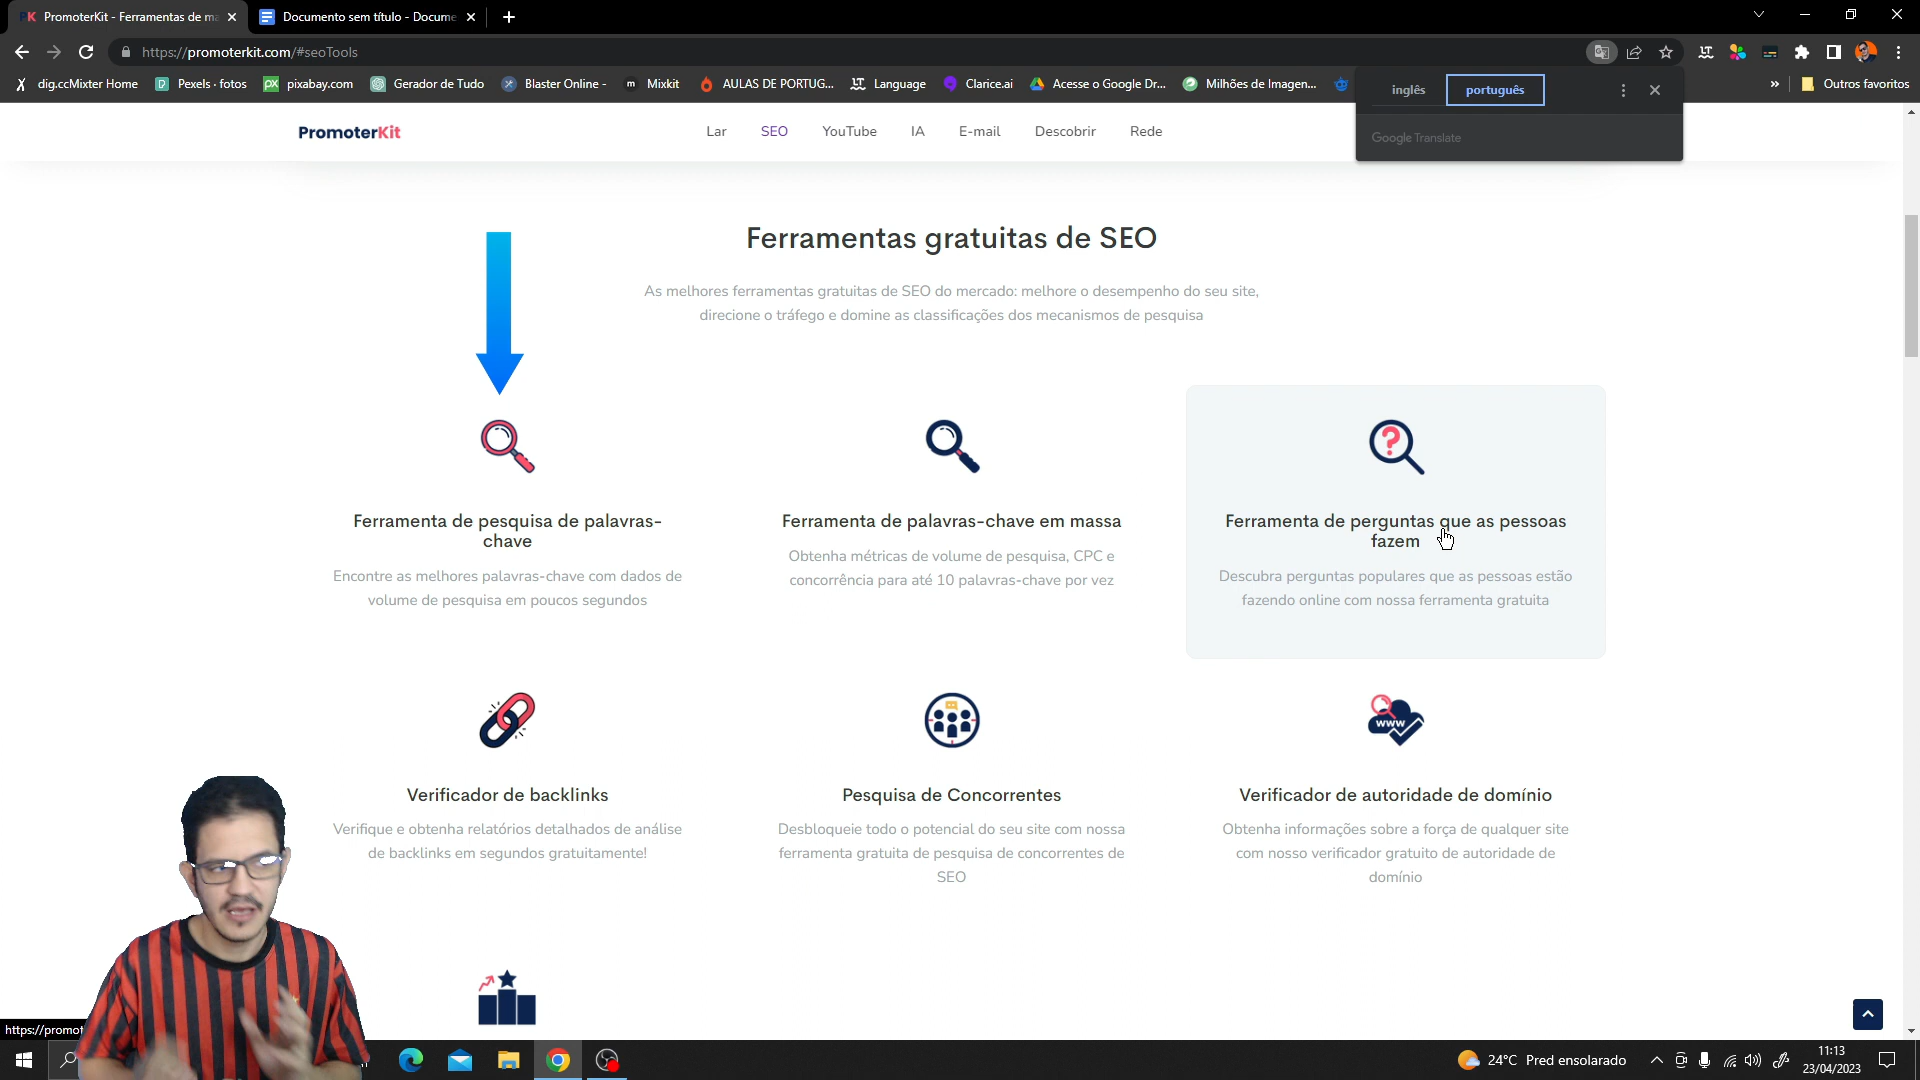 PK PromoterKit - Ferramentas de ma
Documento sem título - Docume
https://promoterkit.com/#seoTools
dig.ccMixter Home
Pexels · fotos
pixabay.com
Gerador de Tudo
Blaster Online -
Mixkit
AULAS DE PORTUG...
Language
Clarice.ai
Acesse o Google Dr...
Milhões de Imagen...
»
Outros favoritos
inglês
português
Google Translate
PromoterKit
Lar
SEO
YouTube
IA
E-mail
Descobrir
Rede
Ferramentas gratuitas de SEO
As melhores ferramentas gratuitas de SEO do mercado: melhore o desempenho do seu site,
direcione o tráfego e domine as classificações dos mecanismos de pesquisa
Ferramenta de pesquisa de palavras-
chave
Encontre as melhores palavras-chave com dados de
volume de pesquisa em poucos segundos
Ferramenta de palavras-chave em massa
Obtenha métricas de volume de pesquisa, CPC e
concorrência para até 10 palavras-chave por vez
Ferramenta de perguntas que as pessoas
fazem
Descubra perguntas populares que as pessoas estão
fazendo online com nossa ferramenta gratuita
Verificador de backlinks
Verifique e obtenha relatórios detalhados de análise
de backlinks em segundos gratuitamente!
Pesquisa de Concorrentes
Desbloqueie todo o potencial do seu site com nossa
ferramenta gratuita de pesquisa de concorrentes de
SEO
WWW
Verificador de autoridade de domínio
Obtenha informações sobre a força de qualquer site
com nosso verificador gratuito de autoridade de
domínio
https://promot
24°C Pred ensolarado
11:13
23/04/2023